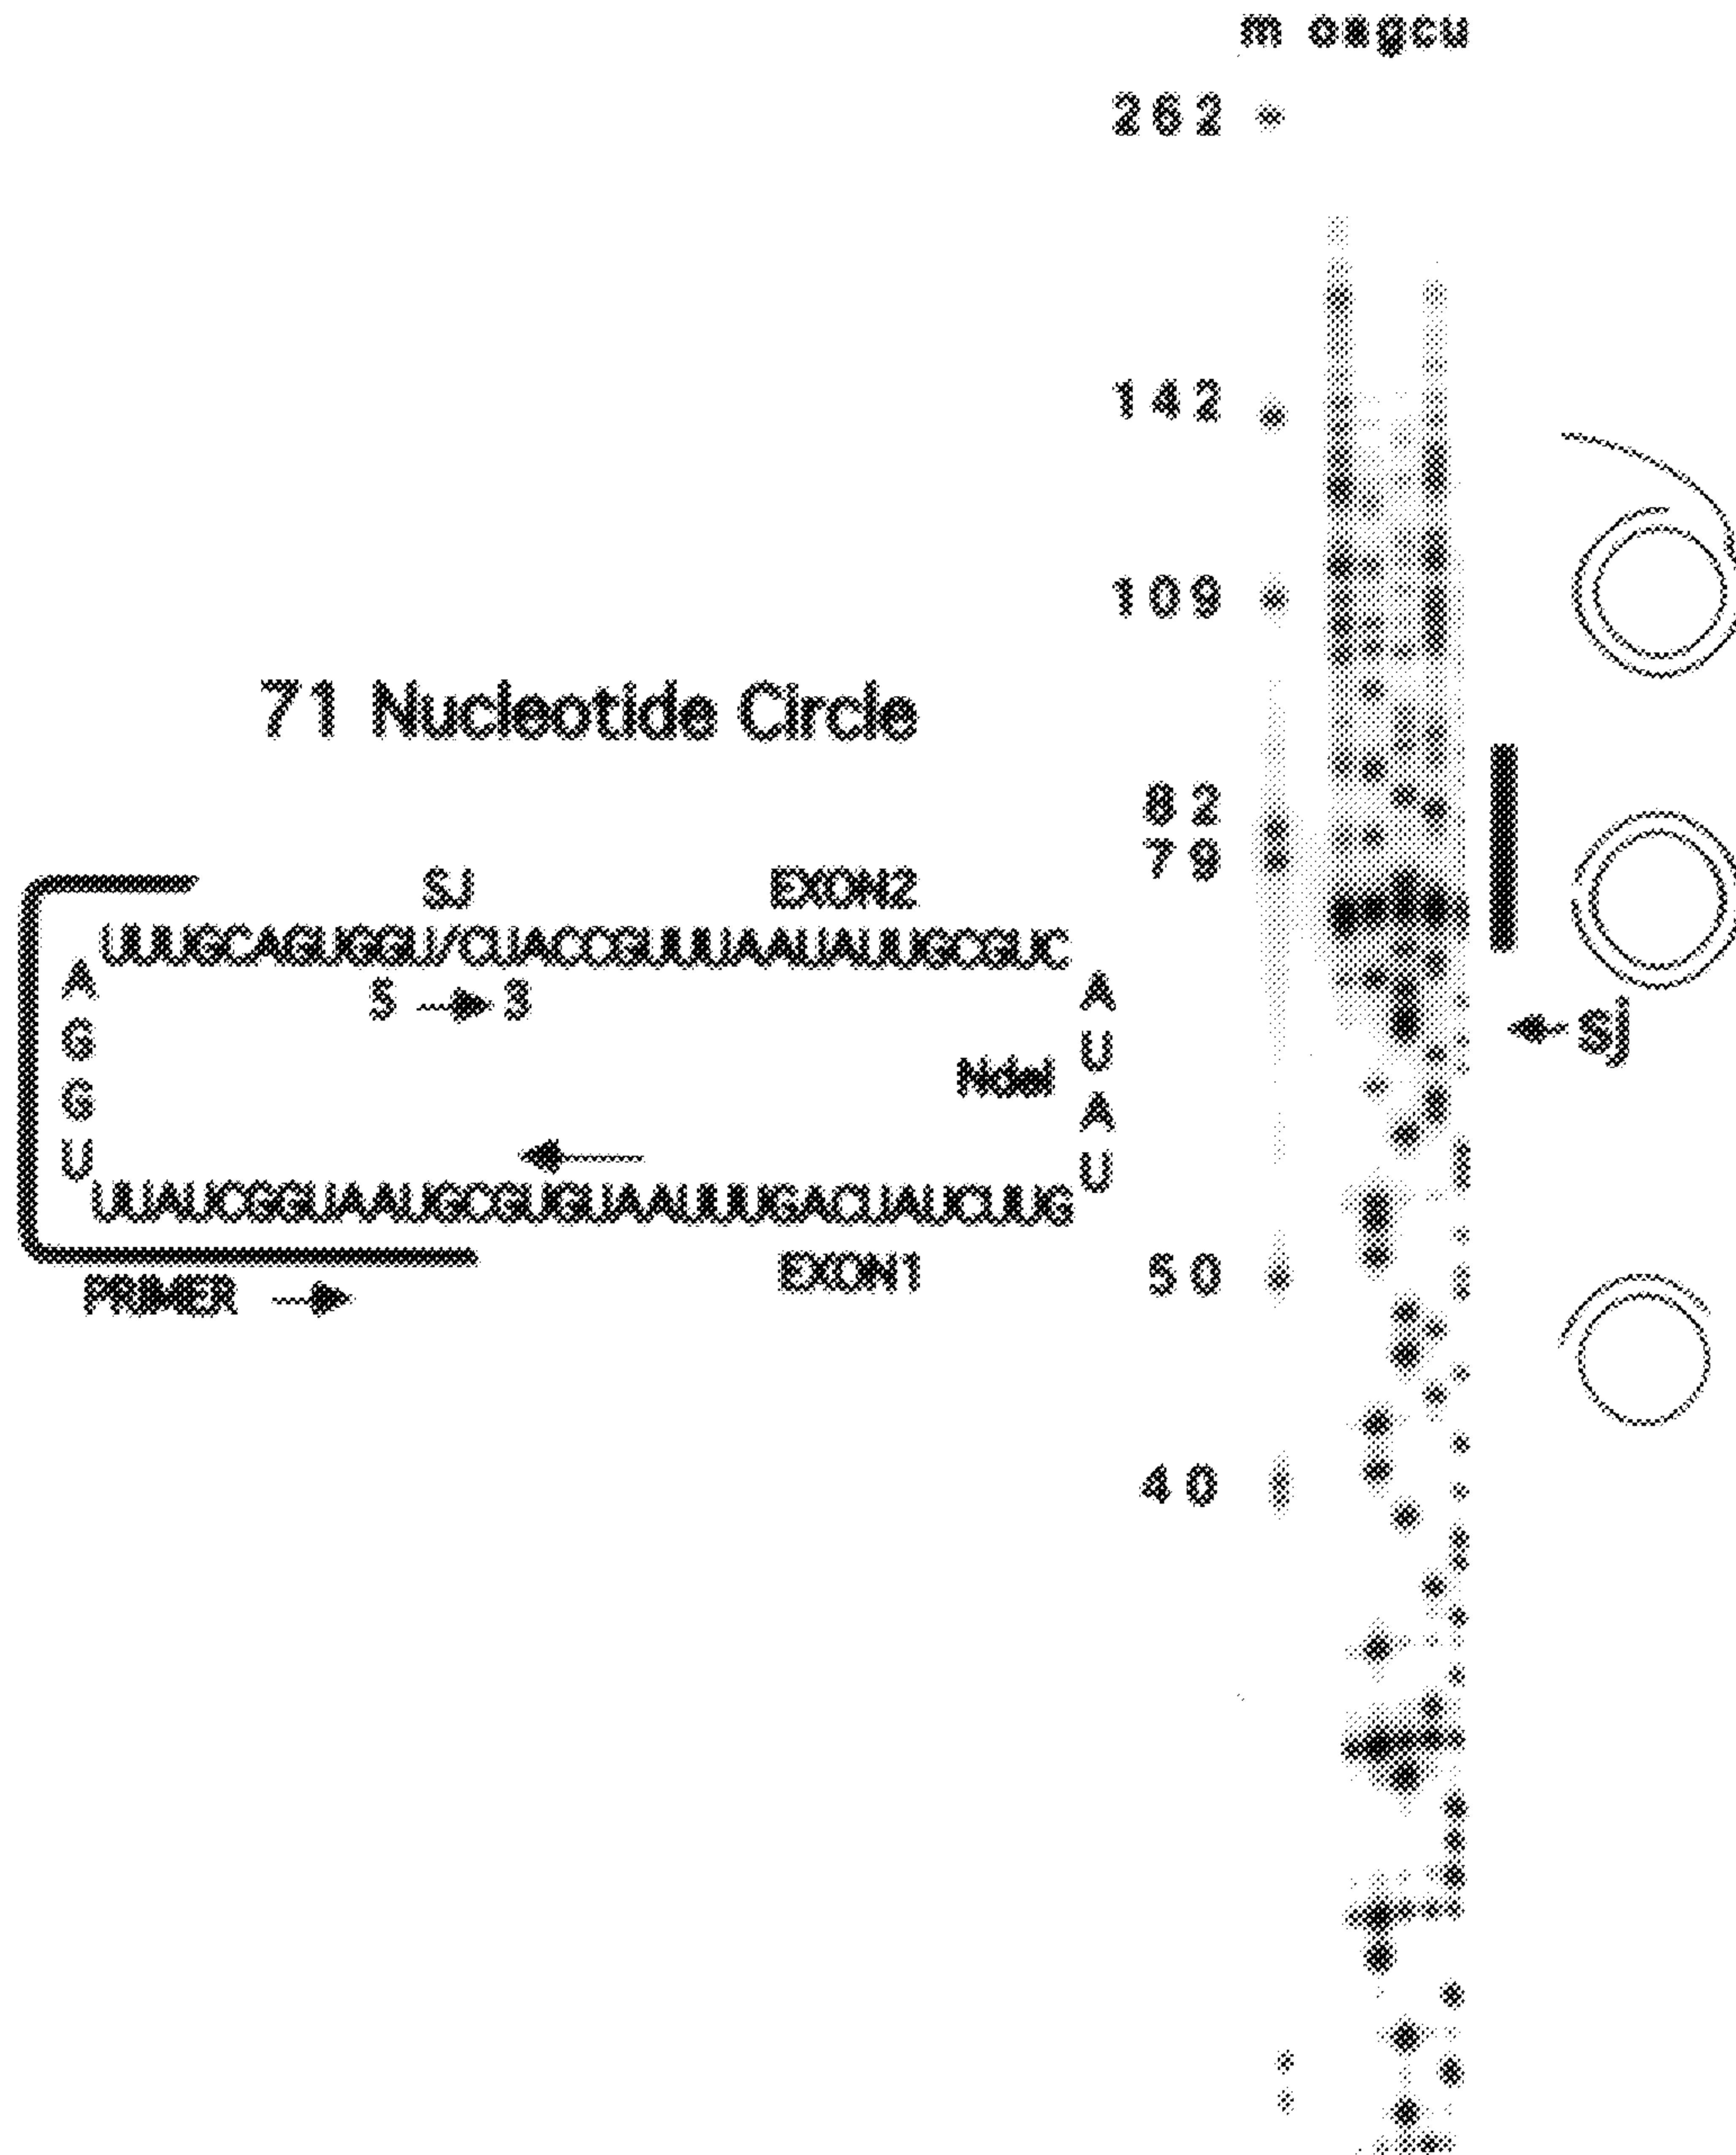 m oagcu
262
142
109
71 Nucleotide Circle
82
79
SJ EXON2
UUUGCAGUGGU/CUACCGUUUAAUAUUGCGUC
A
G
G
U
5 3
A
U
A
U
NdeI
SJ
UUAUCGGUAAUGCGUGUAAUUUGACUAUCUUG
PRIMER
EXON1
50
40